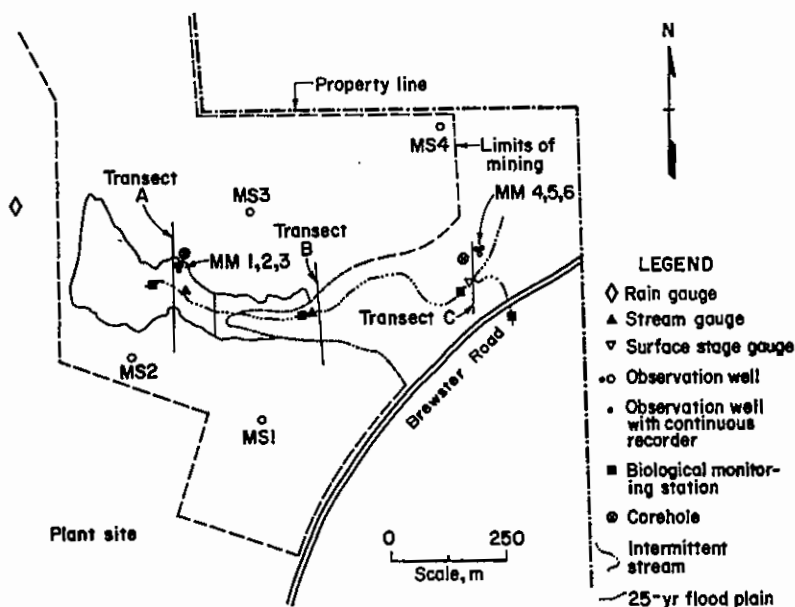 N
Property line
MS4
Limits of
mining
Transect
A
MS3
MM 4,5,6
Transect
B
MM 1,2,3
Transect
C
MS2
MS1
Brewster Road
Plant site
0 250
Scale, m
LEGEND
Rain gauge
Stream gauge
Surface stage gauge
Observation well
Observation well
with continuous
recorder
Biological monitor-
ing station
Corehole
Intermittent
stream
25-yr flood plain